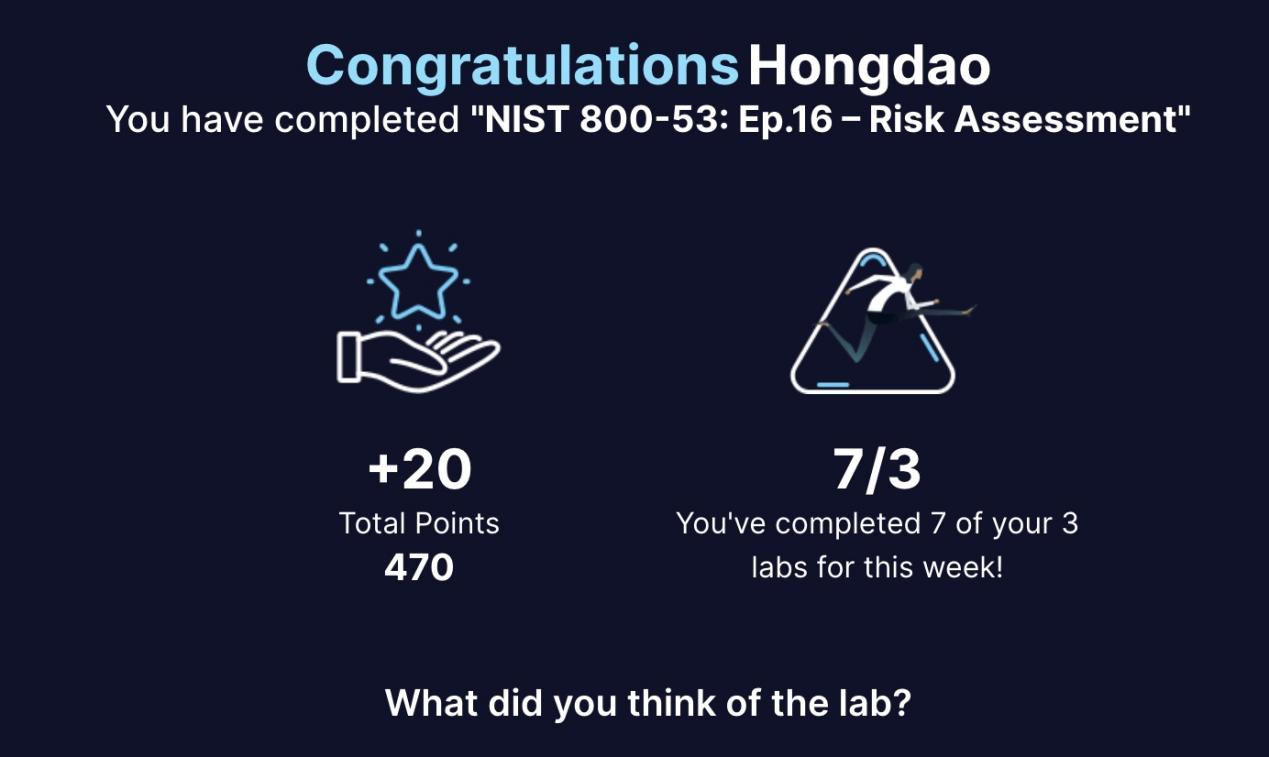 Congratulations Hongdao
You have completed "NIST 800-53: Ep.16 – Risk Assessment"
+20
Total Points
470
7/3
You've completed 7 of your 3
labs for this week!
What did you think of the lab?